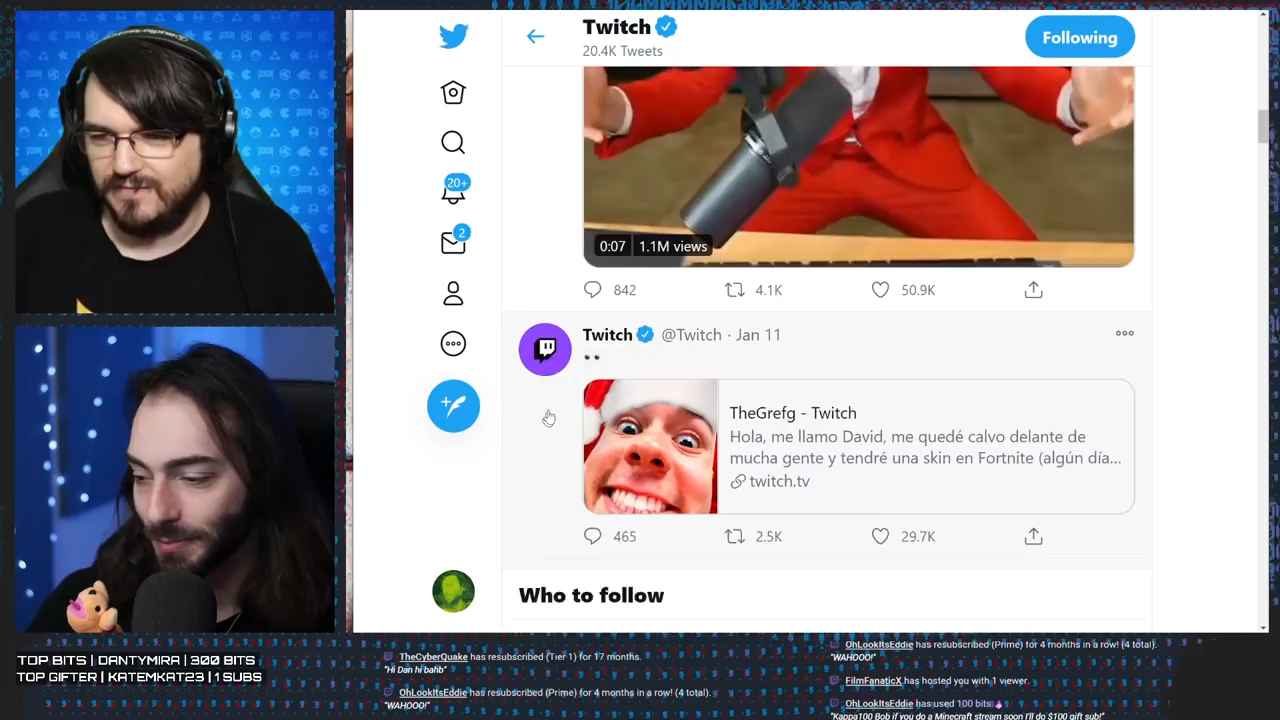 Twitch
20.4K Tweets
Following
20+
2
0:07 1.1M views
842 4.1K 50.9K
Twitch @Twitch · Jan 11
👀
TheGrefg - Twitch
Hola, me llamo David, me quedé calvo delante de
mucha gente y tendré una skin en Fortnite (algún día...
twitch.tv
465 2.5K 29.7K
Who to follow
TOP BITS | DANTYMIRA | 300 BITS
TOP GIFTER | KATEMKAT23 | 1 SUBS
TheCyberQuake has resubscribed (Tier 1) for 17 months.
"Hi Dan hi bafib"
OhLookItsEddie has resubscribed (Prime) for 4 months in a row! (4 total).
"WAHOOO!"
OhLookItsEddie has resubscribed (Prime) for 4 months in a row! (4 total).
"WAHOOO!"
FilmFanaticX has hosted you with 1 viewer.
OhLookItsEddie has used 100 bits
"Kappa100 Bob if you do a Minecraft stream soon I'll do $100 gift sub!"